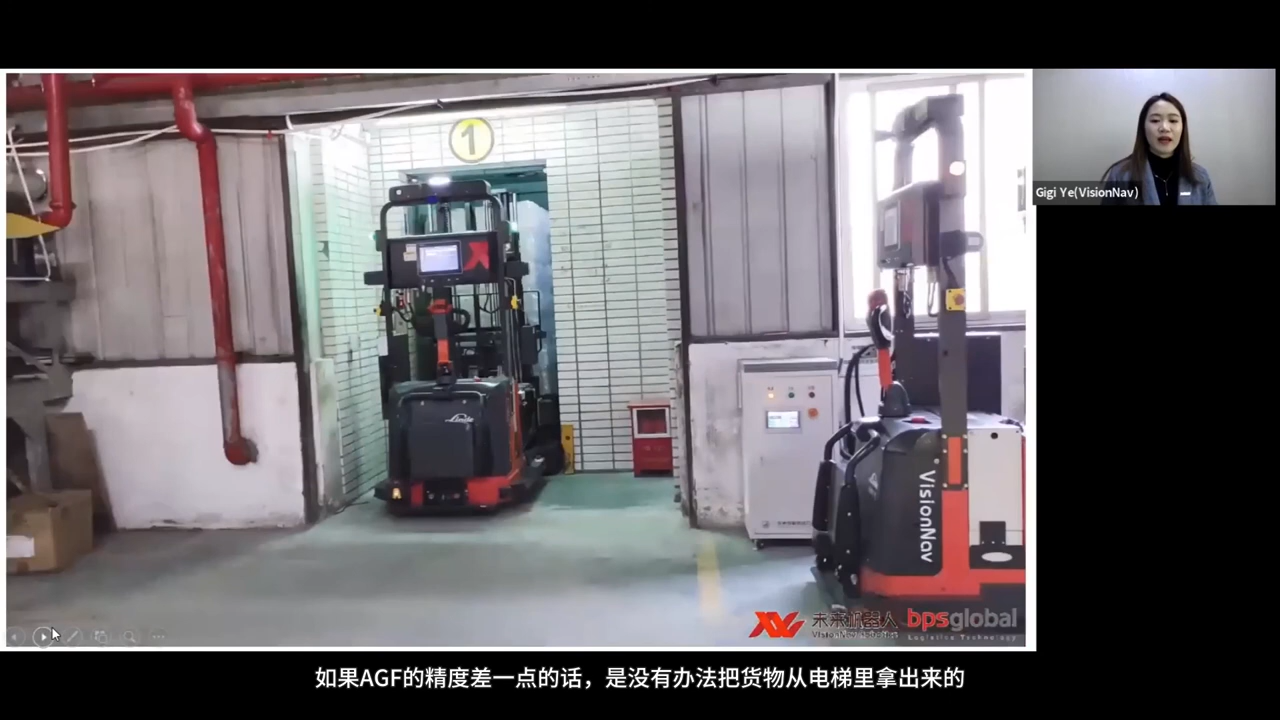 1
Gigi Ye(VisionNav)
Linde
VisionNav
未来机器人
VisionNav Robotics
bpsglobal
Logistics Technology
如果AGF的精度差一点的话，是没有办法把货物从电梯里拿出来的